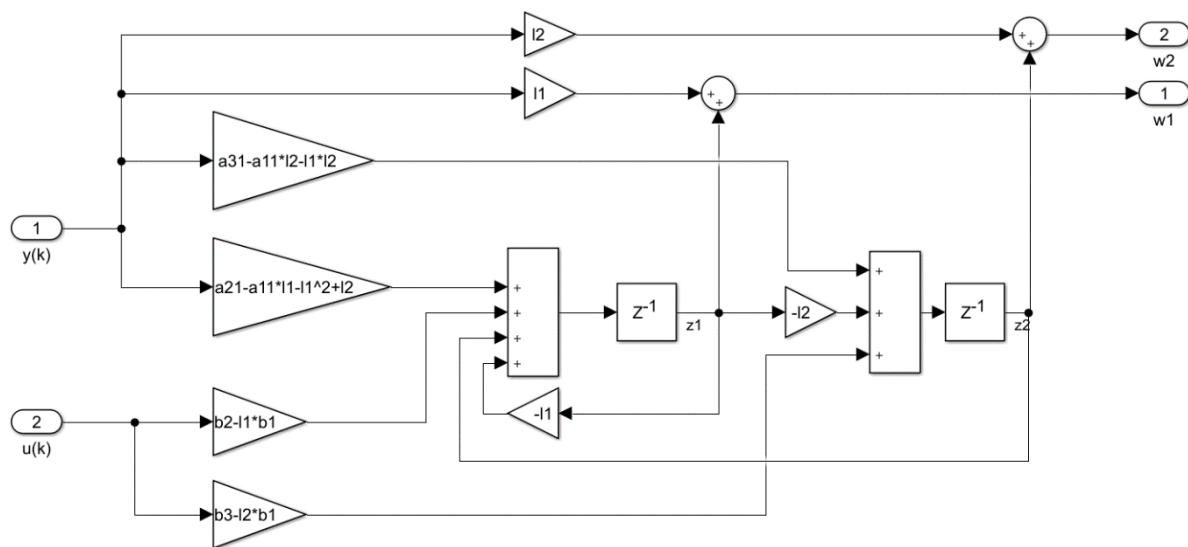 l2
+
+
2
w2
l1
+
+
1
w1
a31-a11*l2-l1*l2
1
y(k)
a21-a11*l1-l1^2+l2
+
+
+
+
Z-1
z1
-l2
+
+
+
Z-1
z2
-l1
2
u(k)
b2-l1*b1
b3-l2*b1